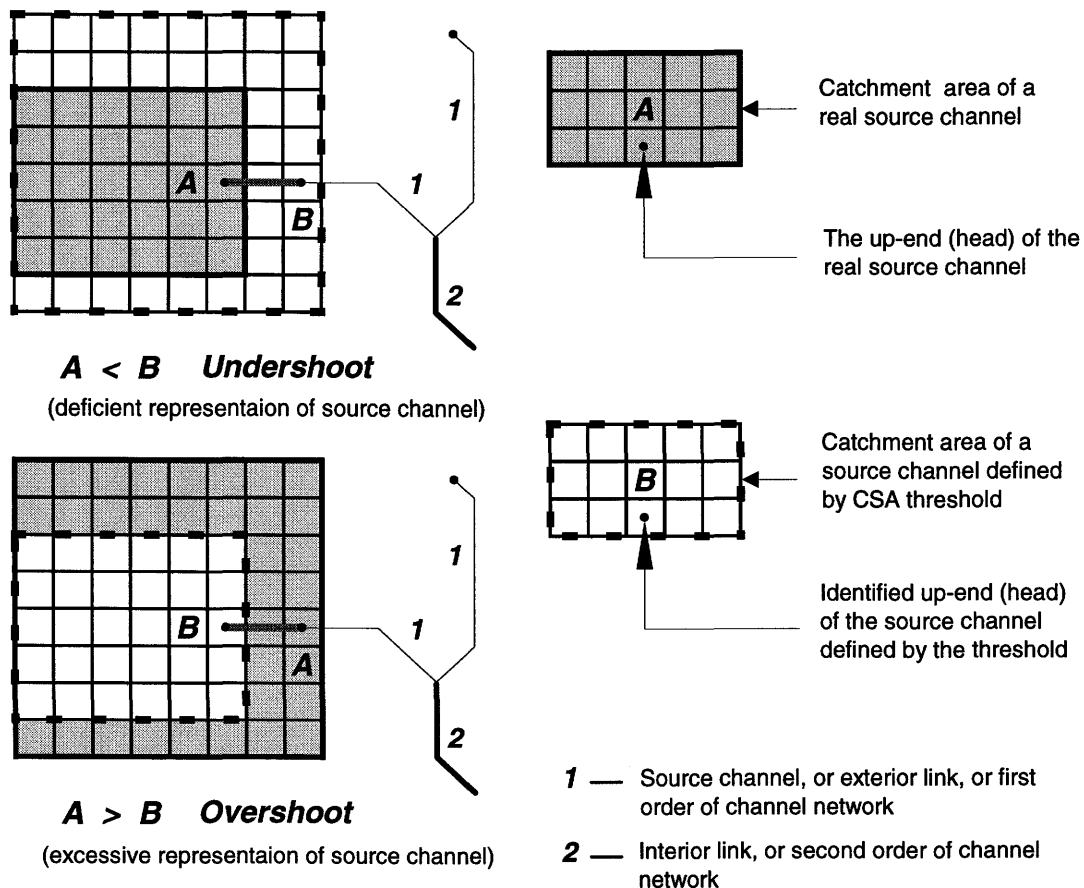 1
A
1
B
2
A < B Undershoot
(deficient representaion of source channel)
A
Catchment area of a
real source channel
The up-end (head) of the
real source channel
1
B
1
A
2
A > B Overshoot
(excessive representaion of source channel)
B
Catchment area of a
source channel defined
by CSA threshold
Identified up-end (head)
of the source channel
defined by the threshold
1 — Source channel, or exterior link, or first
order of channel network
2 — Interior link, or second order of channel
network